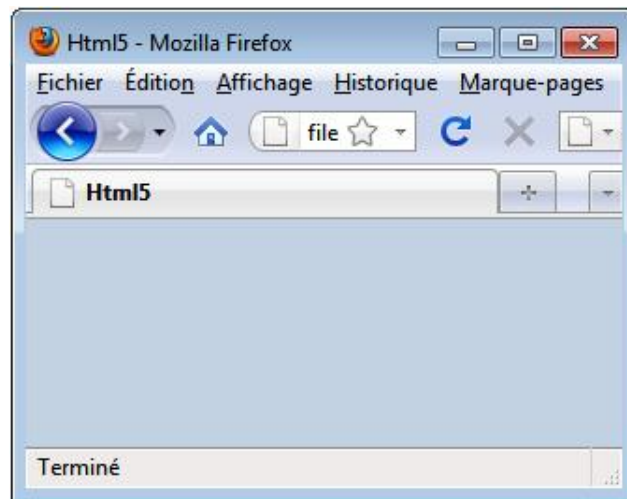 Html5 - Mozilla Firefox
Fichier Édition Affichage Historique Marque-pages
file
Html5
Terminé